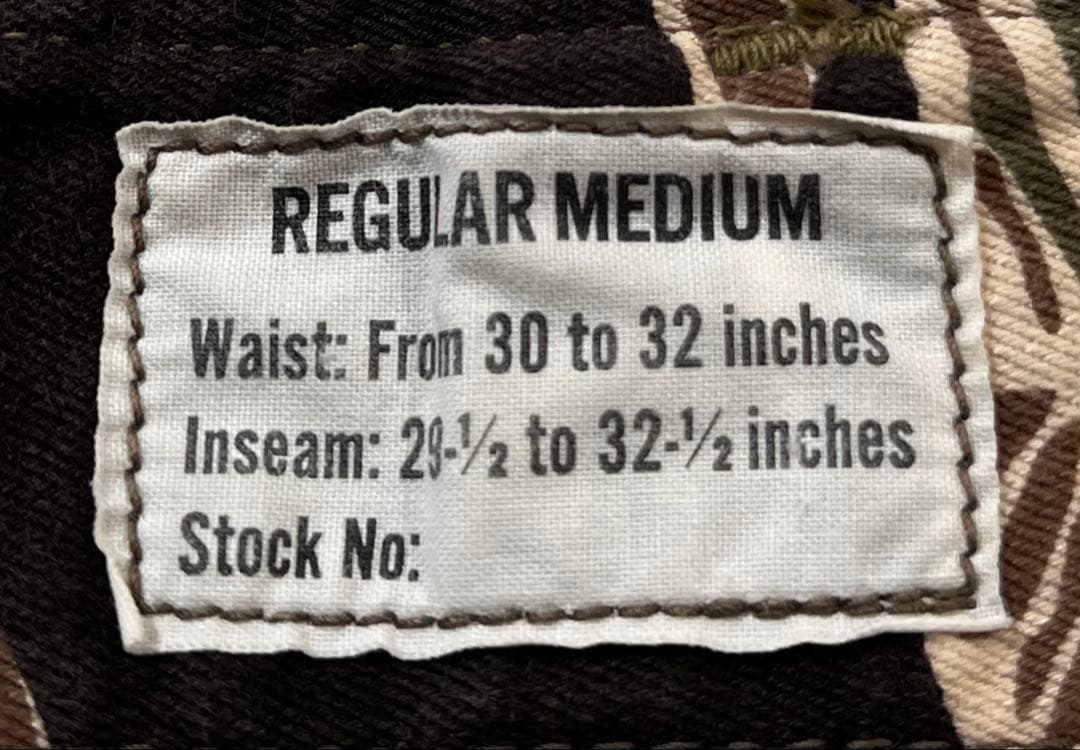 REGULAR MEDIUM
Waist: From 30 to 32 inches
Inseam: 29-½ to 32-½ inches
Stock No: